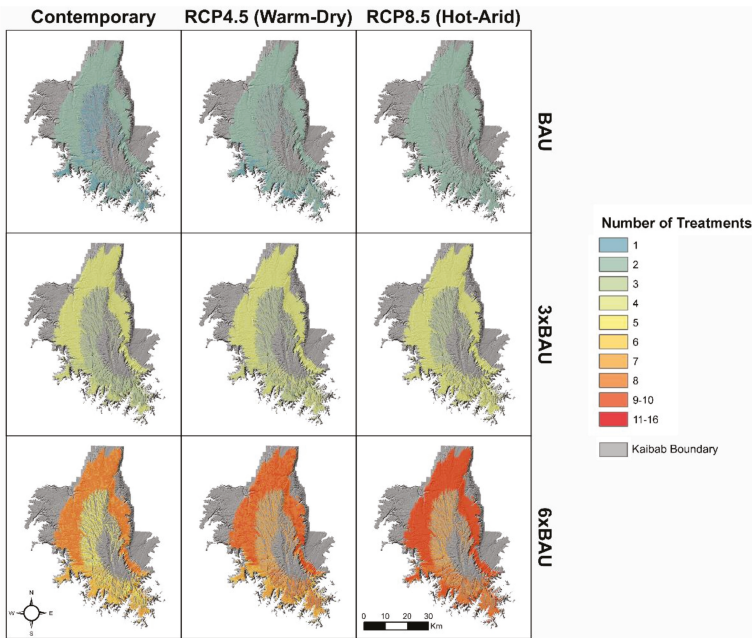 Contemporary RCP4.5 (Warm-Dry) RCP8.5 (Hot-Arid)
BAU
3xBAU
6xBAU
Number of Treatments
1
2
3
4
5
6
7
8
9-10
11-16
Kaibab Boundary
N
W E
S
0 10 20 30
Km